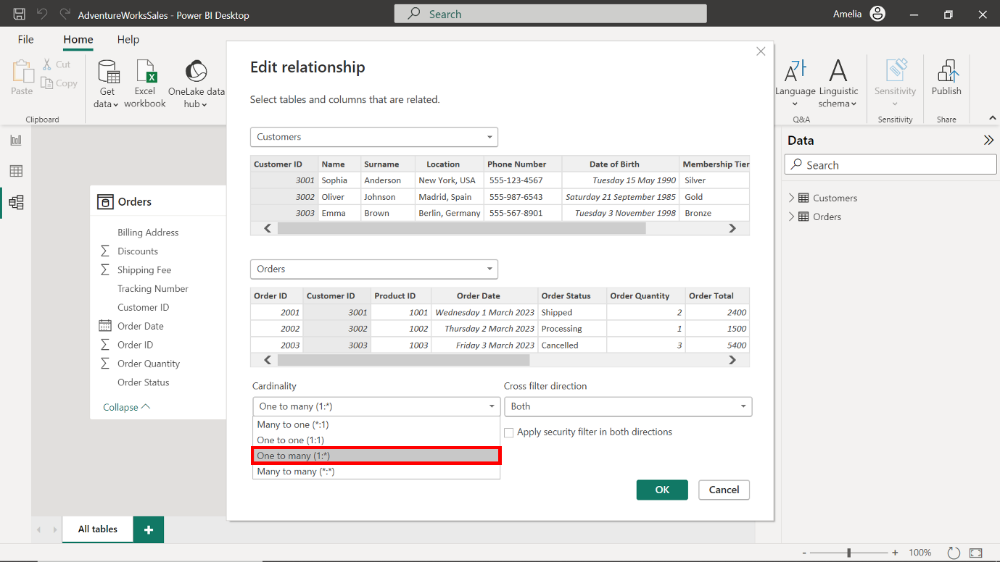 AdventureWorksSales - Power BI Desktop
Search
Amelia
File Home Help
Paste
Cut
Copy
Clipboard
Get data
Excel workbook
OneLake data hub
Language
Linguistic schema
Q&A
Sensitivity
Sensitivity
Publish
Share
Orders
Billing Address
Discounts
Shipping Fee
Tracking Number
Customer ID
Order Date
Order ID
Order Quantity
Order Status
Collapse
Edit relationship
Select tables and columns that are related.
Customers
Customer ID Name Surname Location Phone Number Date of Birth Membership Tier
3001 Sophia Anderson New York, USA 555-123-4567 Tuesday 15 May 1990 Silver
3002 Oliver Johnson Madrid, Spain 555-987-6543 Saturday 21 September 1985 Gold
3003 Emma Brown Berlin, Germany 555-567-8901 Tuesday 3 November 1998 Bronze
Orders
Order ID Customer ID Product ID Order Date Order Status Order Quantity Order Total
2001 3001 1001 Wednesday 1 March 2023 Shipped 2 2400
2002 3002 1002 Thursday 2 March 2023 Processing 1 1500
2003 3003 1003 Friday 3 March 2023 Cancelled 3 5400
Cardinality
One to many (1:*)
Many to one (*:1)
One to one (1:1)
One to many (1:*)
Many to many (*:*)
Cross filter direction
Both
Apply security filter in both directions
OK
Cancel
Data
Search
Customers
Orders
All tables
+
- + 100%